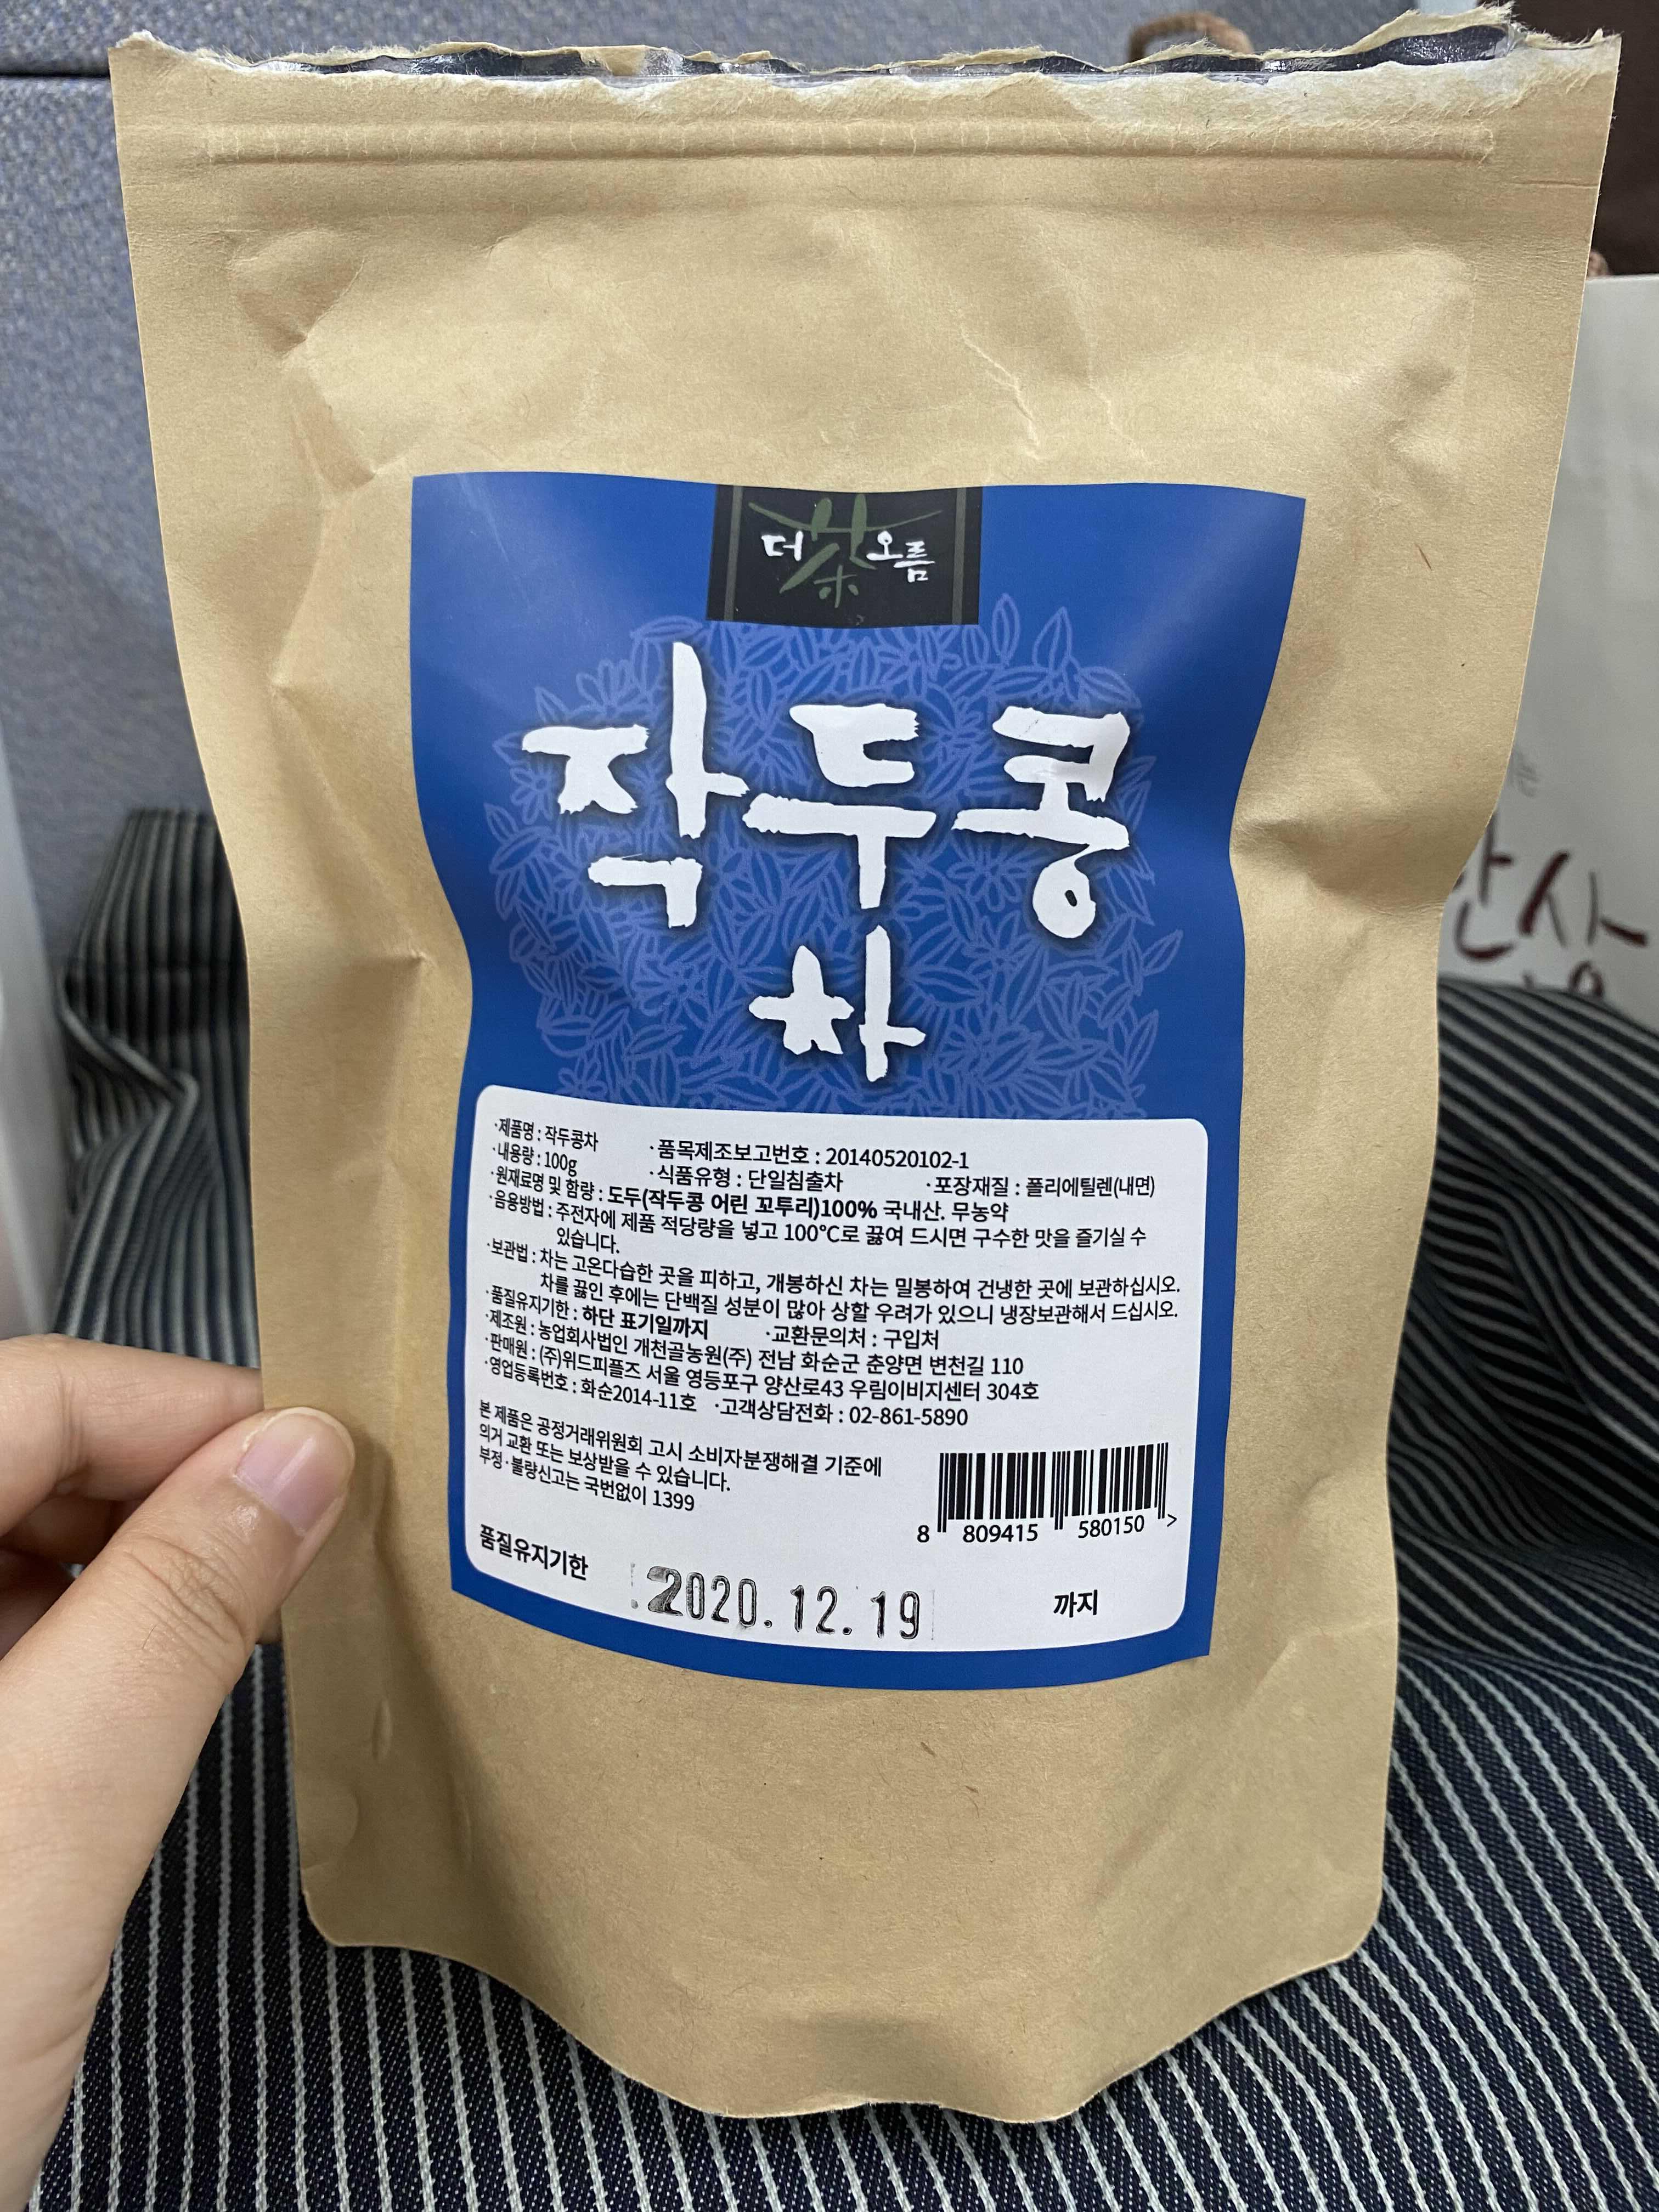 더 茶 오름
작두콩
차
·제품명 : 작두콩차 ·품목제조보고번호 : 20140520102-1
·내용량 : 100g ·식품유형 : 단일침출차 ·포장재질 : 폴리에틸렌(내면)
·원재료명 및 함량 : 도두(작두콩 어린 꼬투리)100% 국내산. 무농약
·음용방법 : 주전자에 제품 적당량을 넣고 100℃로 끓여 드시면 구수한 맛을 즐기실 수
있습니다.
·보관법 : 차는 고온다습한 곳을 피하고, 개봉하신 차는 밀봉하여 건냉한 곳에 보관하십시오.
차를 끓인 후에는 단백질 성분이 많아 상할 우려가 있으니 냉장보관해서 드십시오.
·품질유지기한 : 하단 표기일까지 ·교환문의처 : 구입처
·제조원 : 농업회사법인 개천골농원(주) 전남 화순군 춘양면 변천길 110
·판매원 : (주)위드피플즈 서울 영등포구 양산로43 우림이비지센터 304호
·영업등록번호 : 화순2014-11호 ·고객상담전화 : 02-861-5890
본 제품은 공정거래위원회 고시 소비자분쟁해결 기준에
의거 교환 또는 보상받을 수 있습니다.
부정·불량신고는 국번없이 1399
8 809415 580150 >
품질유지기한 2020.12.19 까지